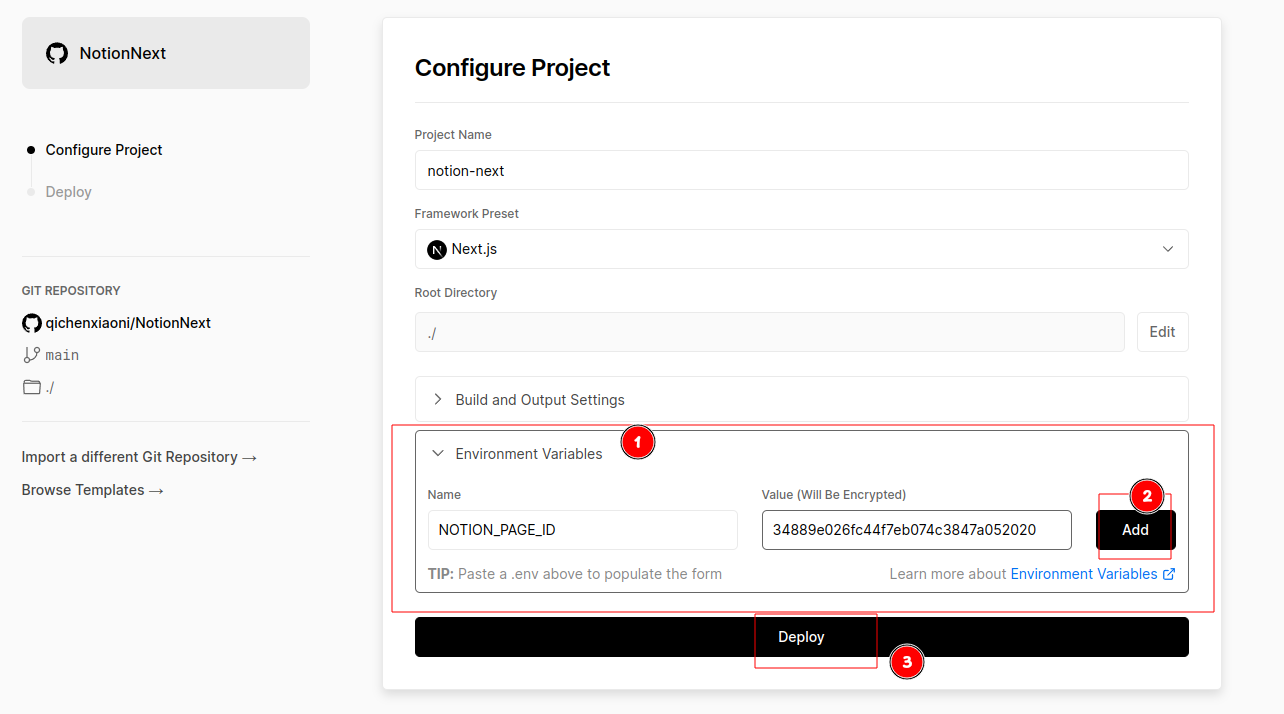 NotionNext
Configure Project
Deploy
GIT REPOSITORY
qichenxiaoni/NotionNext
main
./
Import a different Git Repository →
Browse Templates →
Configure Project
Project Name
notion-next
Framework Preset
N Next.js
Root Directory
./ Edit
Build and Output Settings
Environment Variables 1
Name Value (Will Be Encrypted) 2
NOTION_PAGE_ID 34889e026fc44f7eb074c3847a052020 Add
TIP: Paste a .env above to populate the form Learn more about Environment Variables
Deploy
3